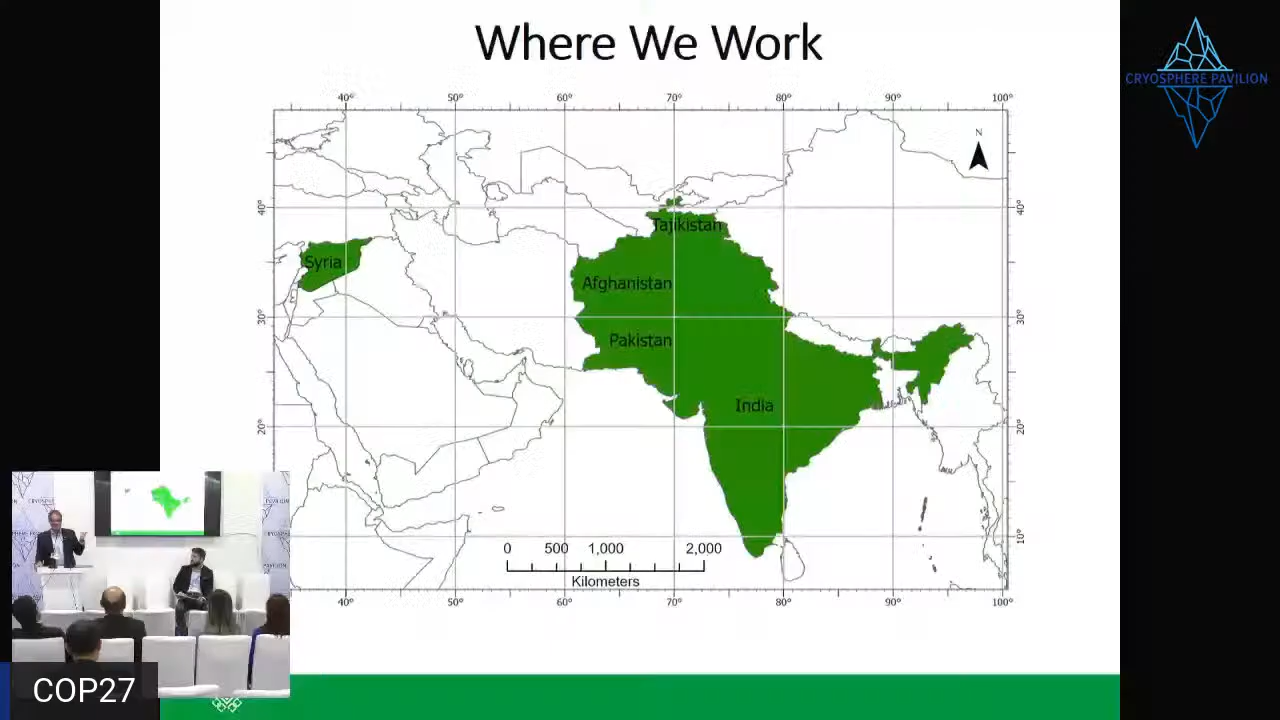 Where We Work
CRYOSPHERE PAVILION
40° 50° 60° 70° 80° 90° 100°
N
40° 40°
Tajikistan
Syria
Afghanistan
30° 30°
Pakistan
India
20° 20°
10°
0 500 1,000 2,000
Kilometers
40° 50° 60° 70° 80° 90° 100°
COP27